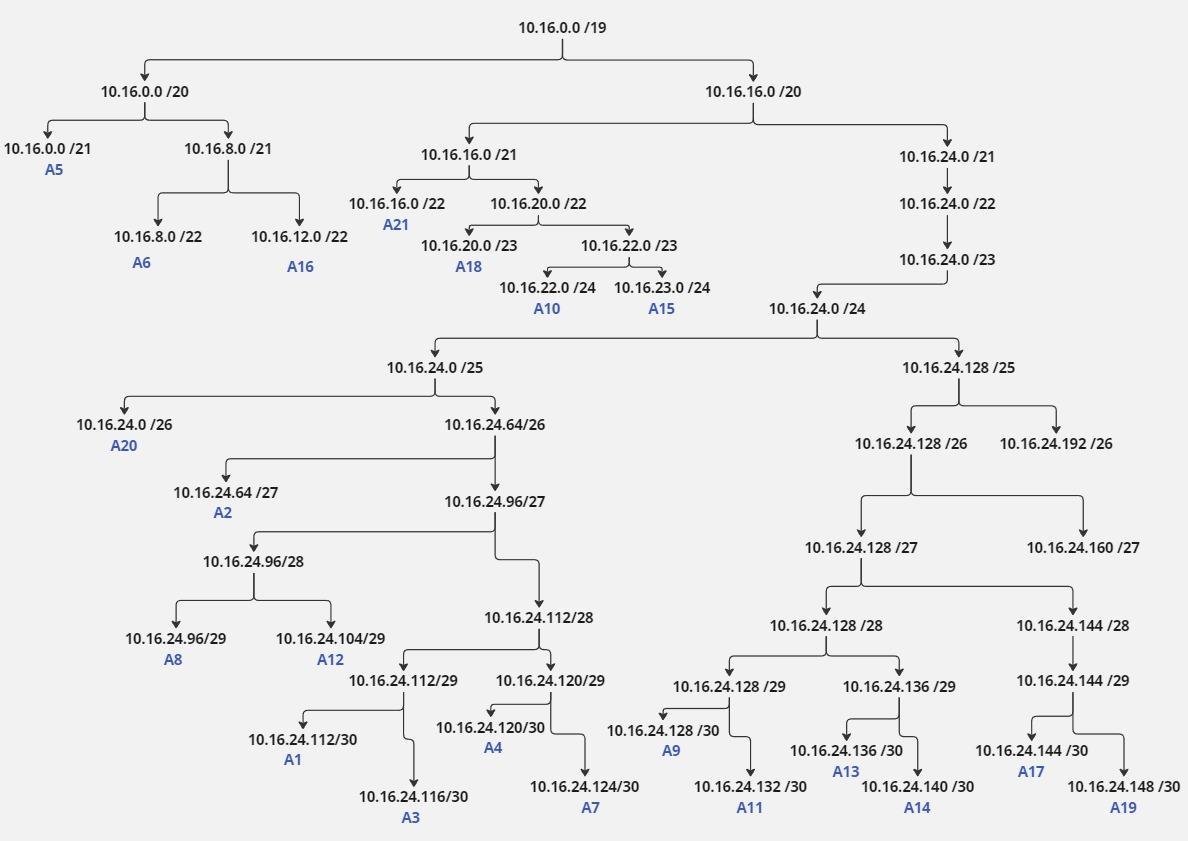 10.16.0.0 /19
10.16.0.0 /20
10.16.16.0 /20
10.16.0.0 /21
A5
10.16.8.0 /21
10.16.16.0 /21
10.16.24.0 /21
10.16.16.0 /22
A21
10.16.20.0 /22
10.16.24.0 /22
10.16.8.0 /22
A6
10.16.12.0 /22
A16
10.16.20.0 /23
A18
10.16.22.0 /23
10.16.24.0 /23
10.16.22.0 /24
A10
10.16.23.0 /24
A15
10.16.24.0 /24
10.16.24.0 /25
10.16.24.128 /25
10.16.24.0 /26
A20
10.16.24.64/26
10.16.24.128 /26
10.16.24.192 /26
10.16.24.64 /27
A2
10.16.24.96/27
10.16.24.128 /27
10.16.24.160 /27
10.16.24.96/28
10.16.24.112/28
10.16.24.128 /28
10.16.24.144 /28
10.16.24.96/29
A8
10.16.24.104/29
A12
10.16.24.112/29
10.16.24.120/29
10.16.24.128 /29
10.16.24.136 /29
10.16.24.144 /29
10.16.24.112/30
A1
10.16.24.120/30
A4
10.16.24.128 /30
A9
10.16.24.136 /30
A13
10.16.24.144 /30
A17
10.16.24.116/30
A3
10.16.24.124/30
A7
10.16.24.132 /30
A11
10.16.24.140 /30
A14
10.16.24.148 /30
A19